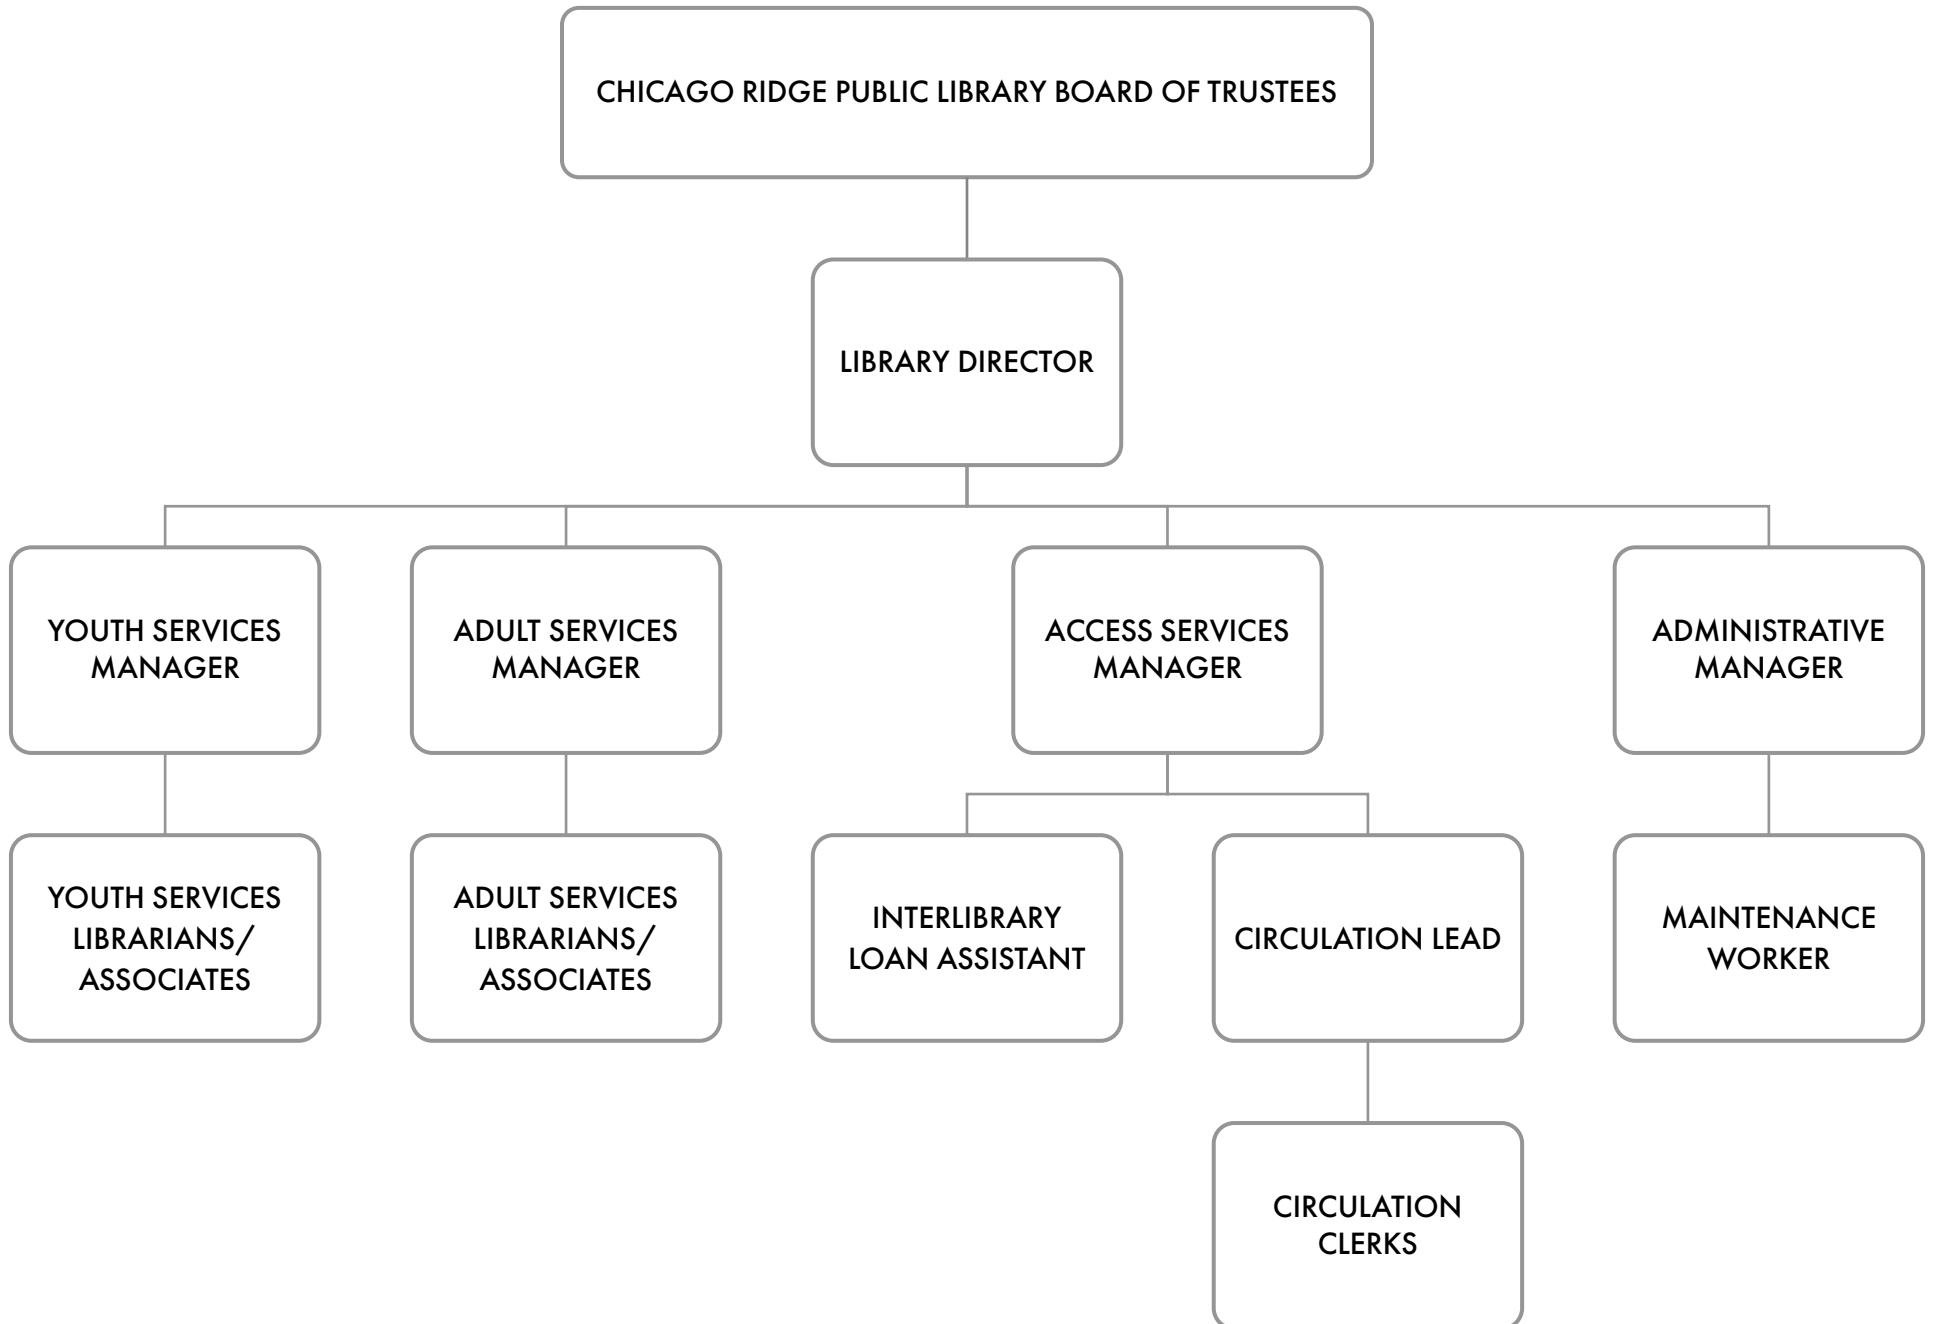 CHICAGO RIDGE PUBLIC LIBRARY BOARD OF TRUSTEES
LIBRARY DIRECTOR
YOUTH SERVICES
MANAGER
ADULT SERVICES
MANAGER
ACCESS SERVICES
MANAGER
ADMINISTRATIVE
MANAGER
YOUTH SERVICES
LIBRARIANS/
ASSOCIATES
ADULT SERVICES
LIBRARIANS/
ASSOCIATES
INTERLIBRARY
LOAN ASSISTANT
CIRCULATION LEAD
MAINTENANCE
WORKER
CIRCULATION
CLERKS